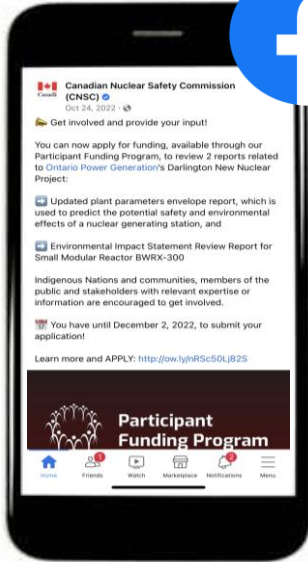 Canada
Canadian Nuclear Safety Commission
(CNSC)
Oct 24, 2022 ·
Get involved and provide your input!
You can now apply for funding, available through our
Participant Funding Program, to review 2 reports related
to Ontario Power Generation's Darlington New Nuclear
Project:
Updated plant parameters envelope report, which is
used to predict the potential safety and environmental
effects of a nuclear generating station, and
Environmental Impact Statement Review Report for
Small Modular Reactor BWRX-300
Indigenous Nations and communities, members of the
public and stakeholders with relevant expertise or
information are encouraged to get involved.
You have until December 2, 2022, to submit your
application!
Learn more and APPLY: http://ow.ly/nRSc50Lj82S
Participant
Funding Program
1
2
Home Friends Watch Marketplace Notifications Menu